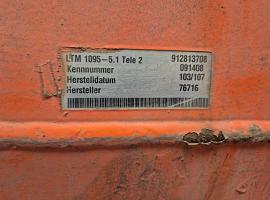 LTM 1095-5.1 Tele 2 912813708
Kennnummer 091408
Herstelldatum 103/107
Hersteller 76716